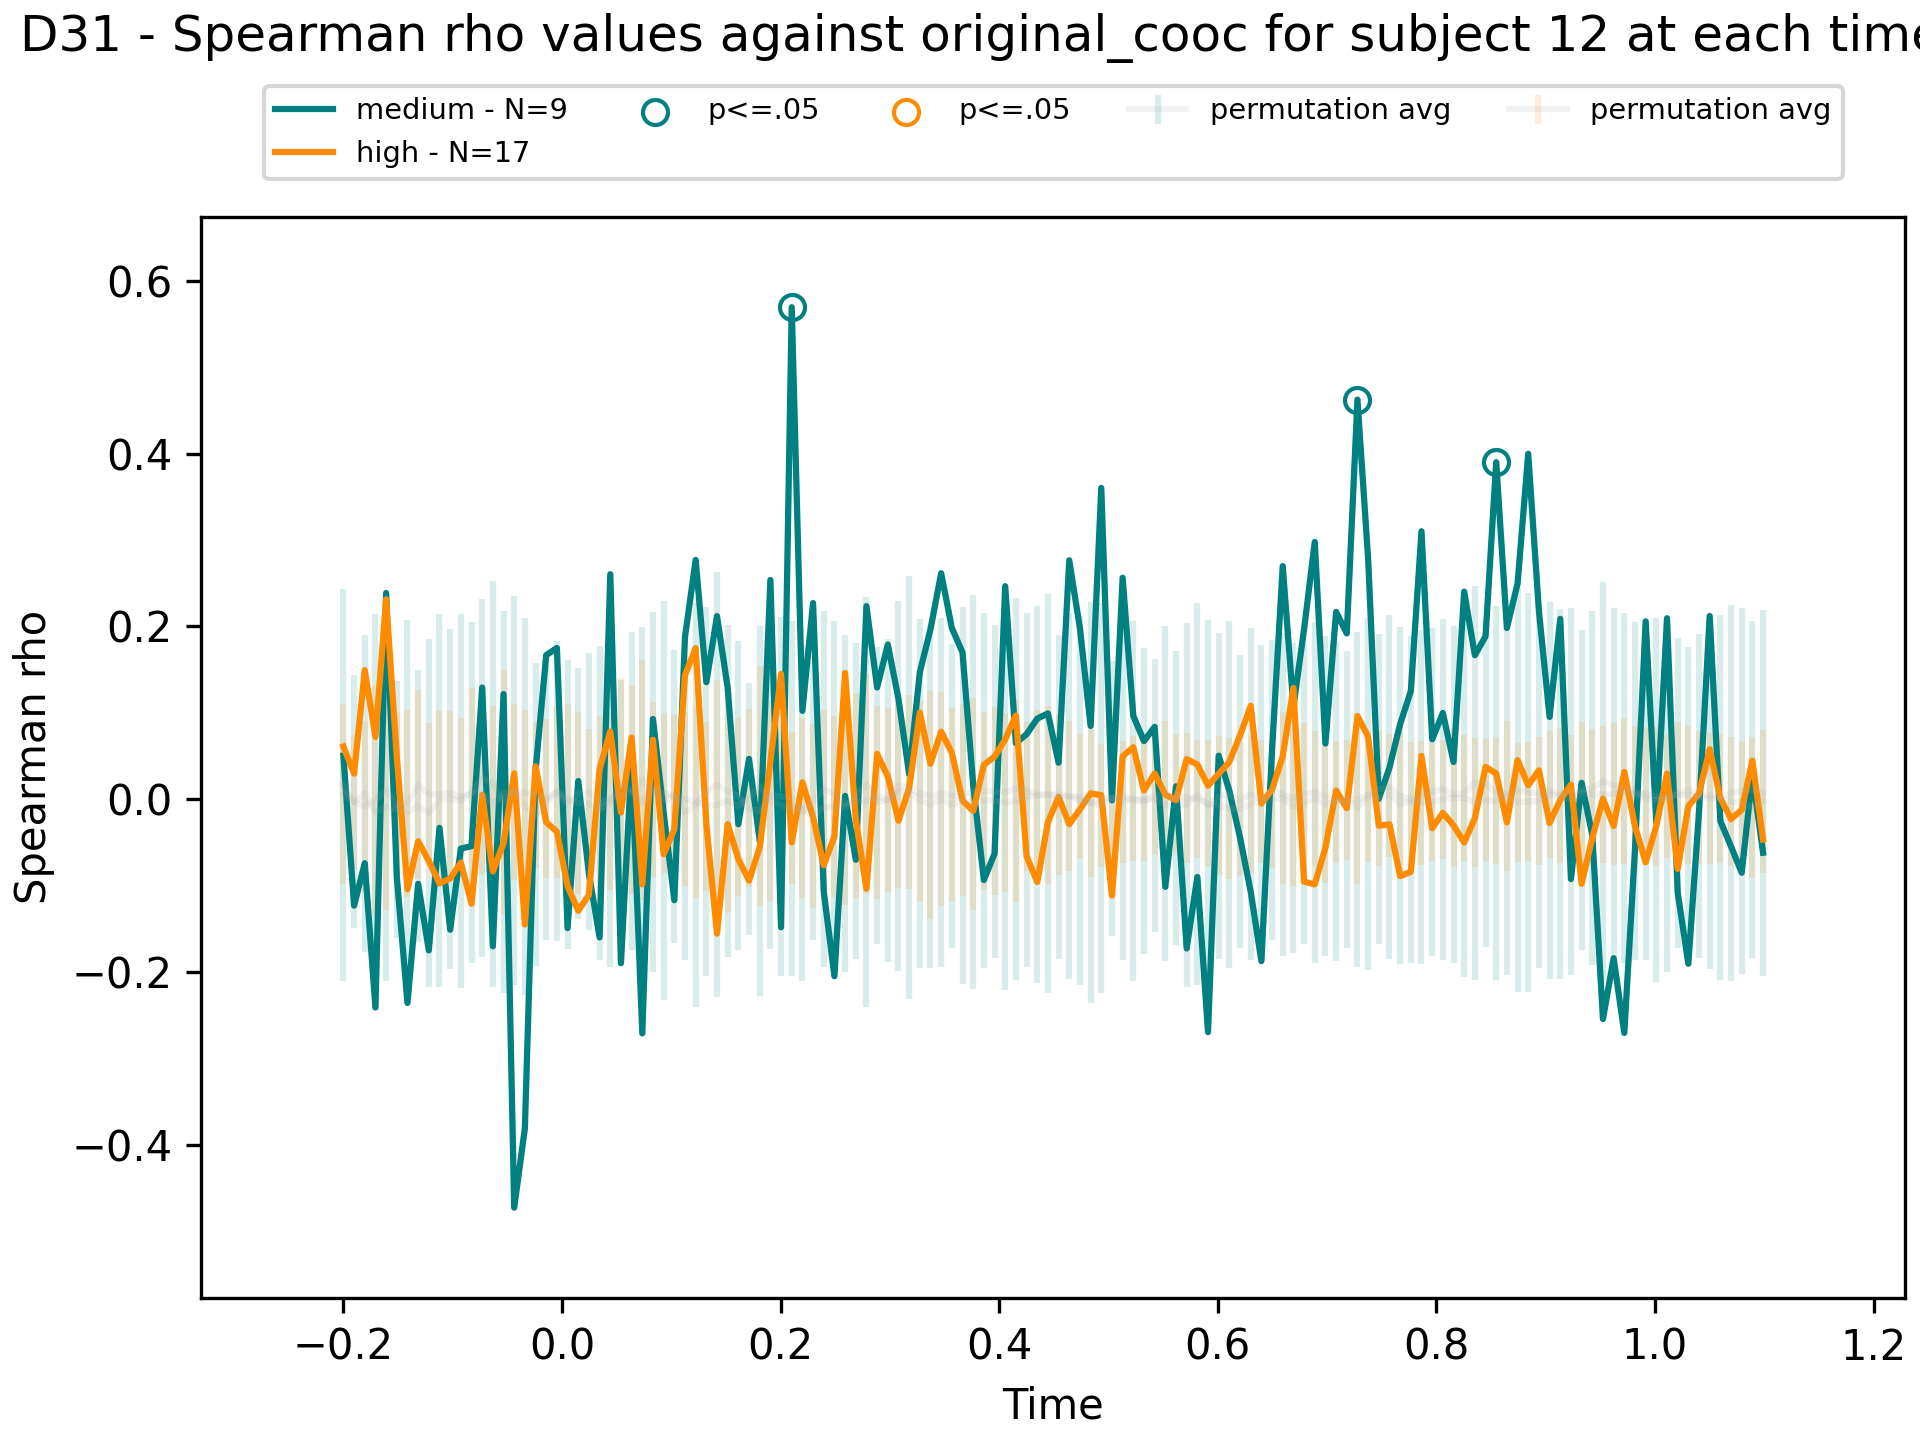 D31 - Spearman rho values against original_cooc for subject 12 at each time
medium - N=9 p<=.05 p<=.05 permutation avg permutation avg
high - N=17
0.6
0.4
0.2
0.0
−0.2
−0.4
Spearman rho
−0.2 0.0 0.2 0.4 0.6 0.8 1.0 1.2
Time